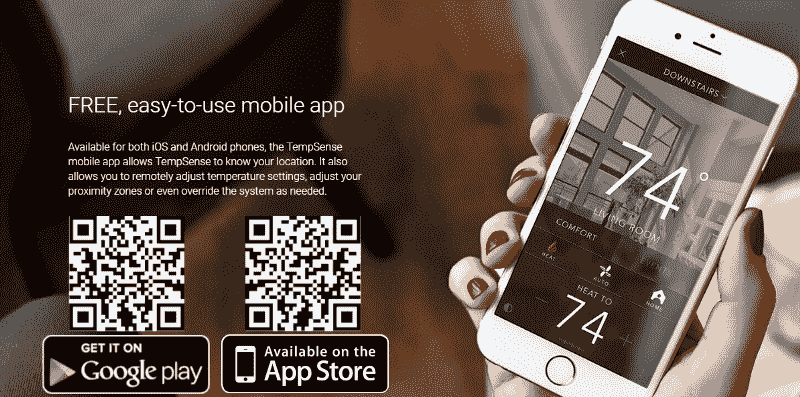 FREE, easy-to-use mobile app
Available for both iOS and Android phones, the TempSense
mobile app allows TempSense to know your location. It also
allows you to remotely adjust temperature settings, adjust your
proximity zones or even override the system as needed.
GET IT ON
Google play
Available on the
App Store
DOWNSTAIRS
74°
LIVING ROOM
COMFORT
HEAT
AUTO
HOME
HEAT TO
74